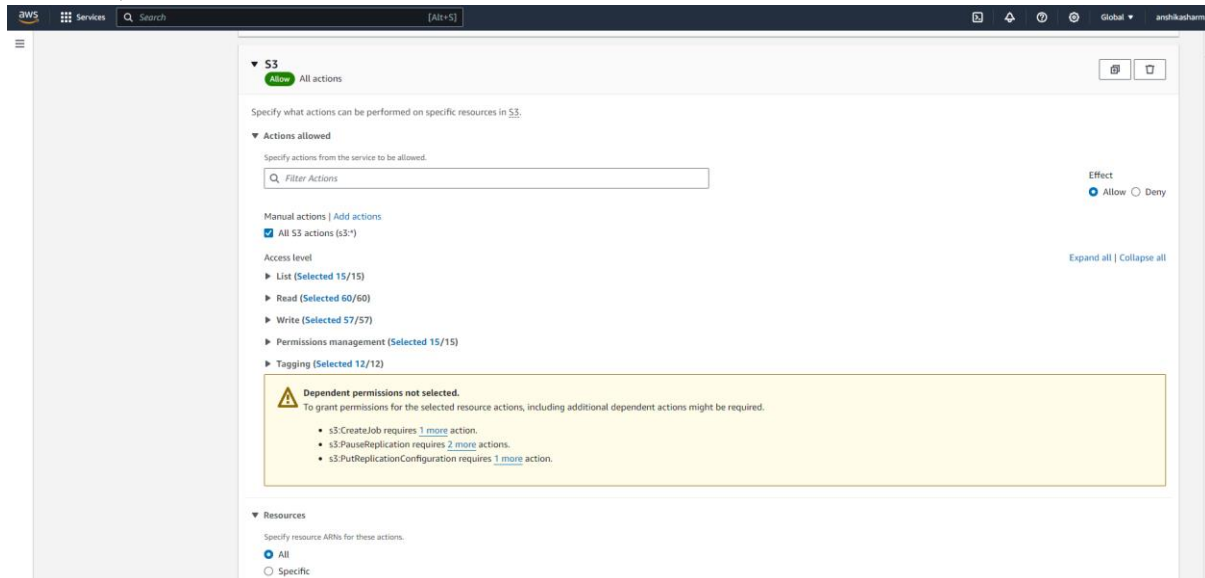 aws Services Search [Alt+S] Global anshikasharm
S3
Allow All actions
Specify what actions can be performed on specific resources in S3.
Actions allowed
Specify actions from the service to be allowed.
Filter Actions
Effect
Allow Deny
Manual actions | Add actions
All S3 actions (s3:*)
Access level
Expand all | Collapse all
List (Selected 15/15)
Read (Selected 60/60)
Write (Selected 57/57)
Permissions management (Selected 15/15)
Tagging (Selected 12/12)
Dependent permissions not selected.
To grant permissions for the selected resource actions, including additional dependent actions might be required.
• s3:CreateJob requires 1 more action.
• s3:PauseReplication requires 2 more actions.
• s3:PutReplicationConfiguration requires 1 more action.
Resources
Specify resource ARNs for these actions.
All
Specific